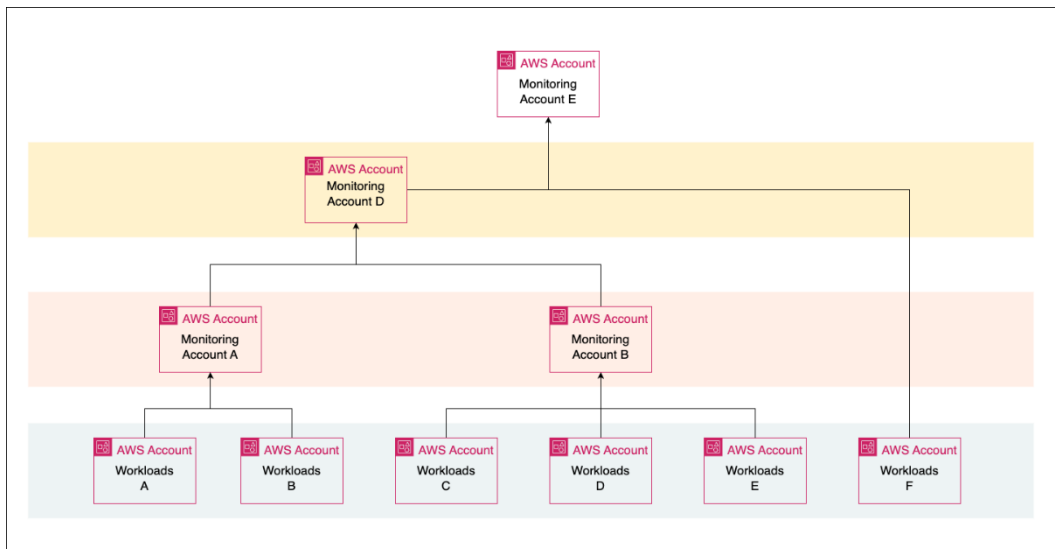 AWS Account
Monitoring
Account E
AWS Account
Monitoring
Account D
AWS Account
Monitoring
Account A
AWS Account
Monitoring
Account B
AWS Account
Workloads
A
AWS Account
Workloads
B
AWS Account
Workloads
C
AWS Account
Workloads
D
AWS Account
Workloads
E
AWS Account
Workloads
F